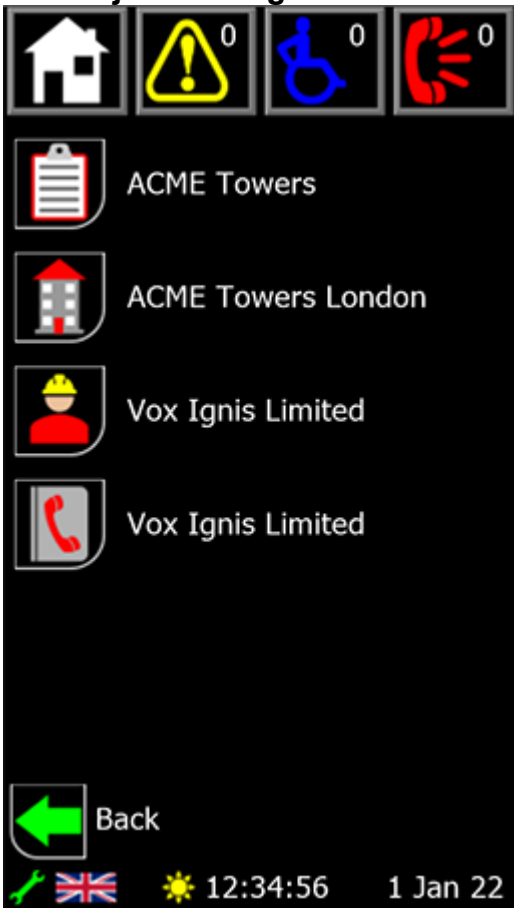 0 0 0
ACME Towers
ACME Towers London
Vox Ignis Limited
Vox Ignis Limited
Back
12:34:56 1 Jan 22